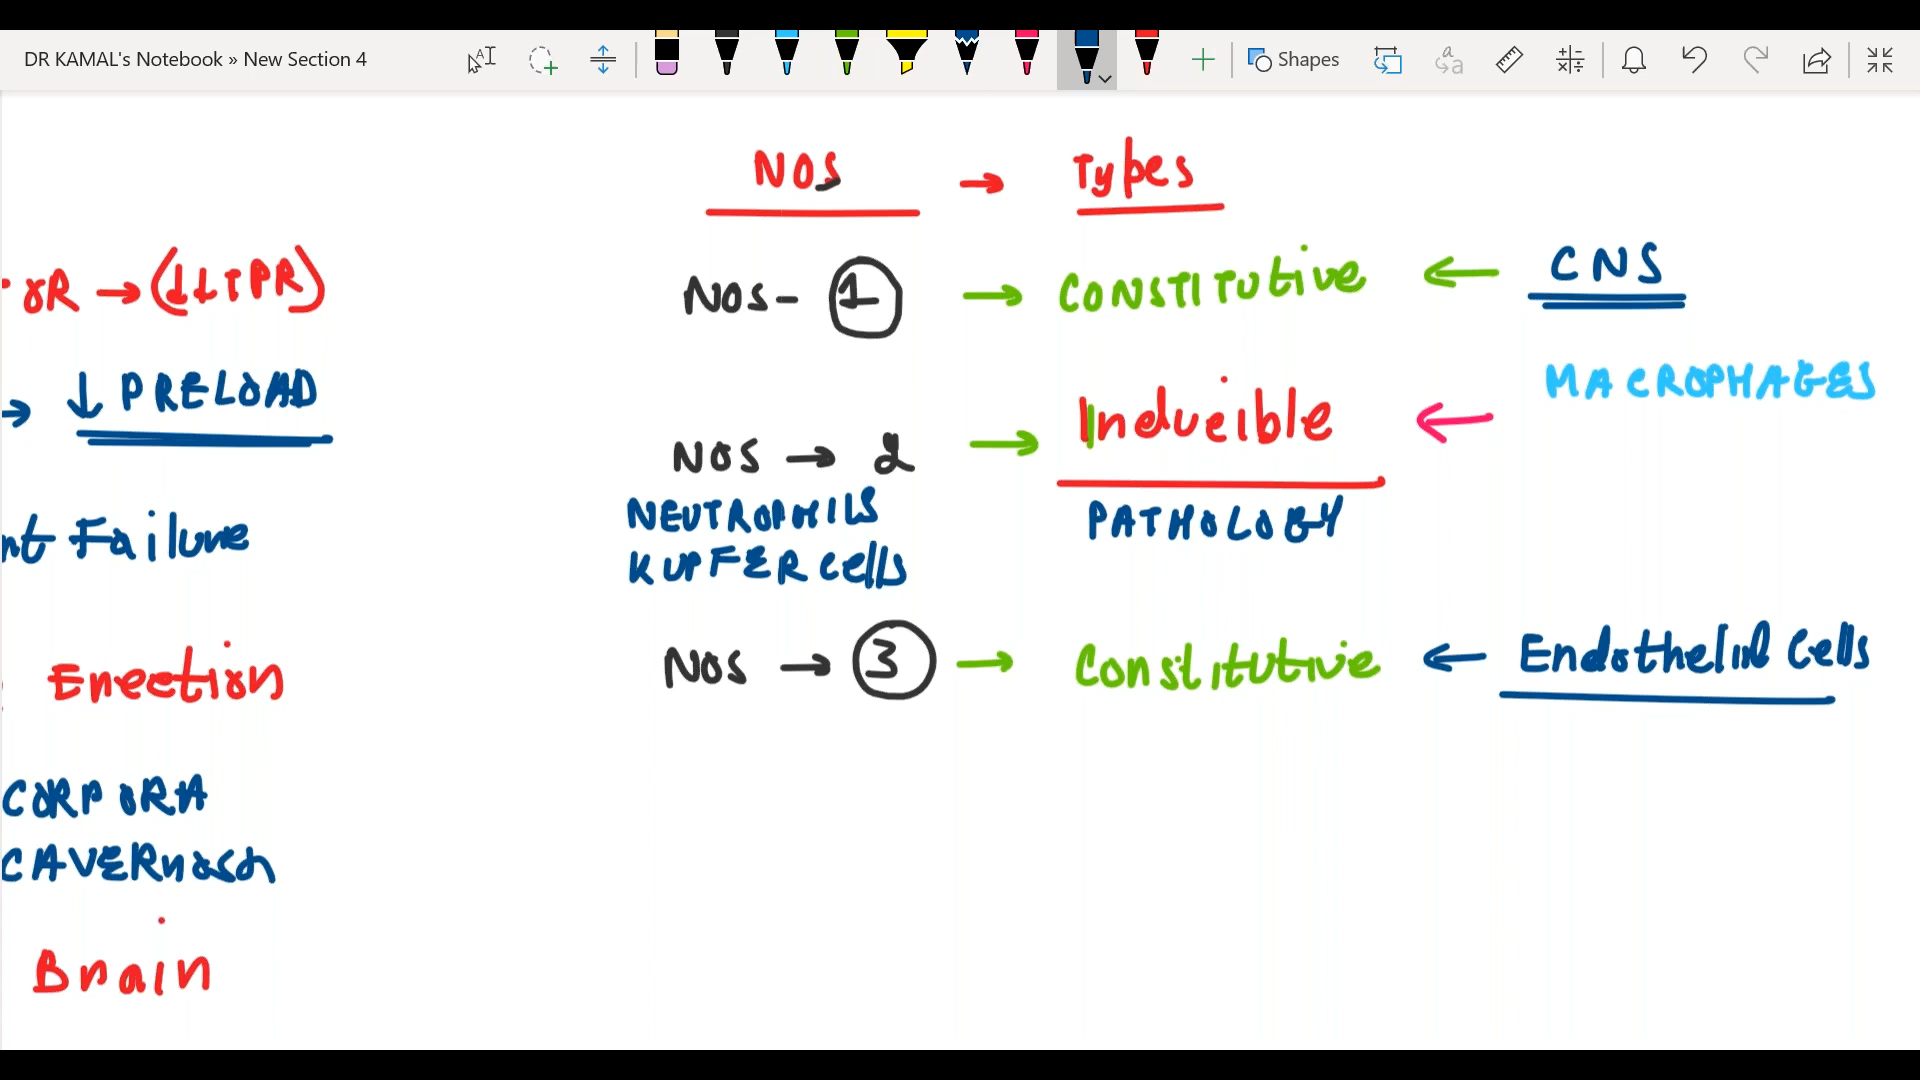 DR KAMAL's Notebook » New Section 4
Shapes
NOS → Types
NOS - 1 → CONSTITUTIVE ← CNS
NOS → 2 → Inducible ← MACROPHAGES
NEUTROPHILS
KUPFER Cells
PATHOLOGY
NOS → 3 → Constitutive ← Endothelial Cells
→ (↓↓TPR)
→ ↓ PRELOAD
Failure
Erection
CORPORA
CAVERNOSA
Brain